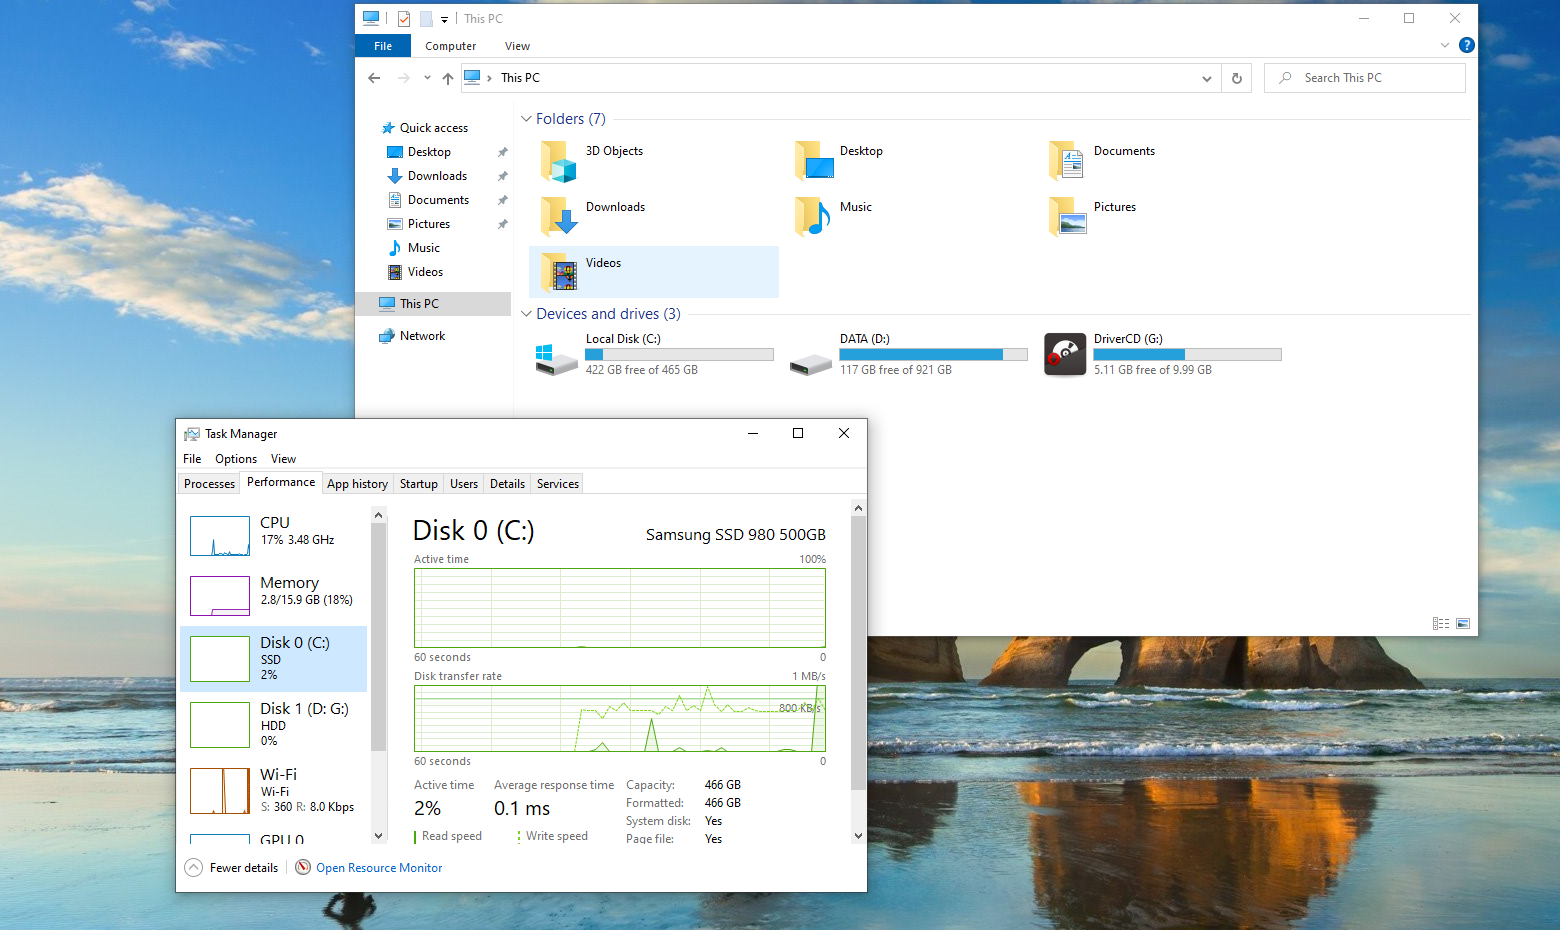 This PC
File Computer View
This PC Search This PC
Quick access
Desktop
Downloads
Documents
Pictures
Music
Videos
This PC
Network
Folders (7)
3D Objects Desktop Documents
Downloads Music Pictures
Videos
Devices and drives (3)
Local Disk (C:) DATA (D:) DriverCD (G:)
422 GB free of 465 GB 117 GB free of 921 GB 5.11 GB free of 9.99 GB
Task Manager
File Options View
Processes Performance App history Startup Users Details Services
CPU
17% 3.48 GHz
Memory
2.8/15.9 GB (18%)
Disk 0 (C:)
SSD
2%
Disk 1 (D: G:)
HDD
0%
Wi-Fi
Wi-Fi
S: 360 R: 8.0 Kbps
GPU 0
Disk 0 (C:) Samsung SSD 980 500GB
Active time 100%
60 seconds 0
Disk transfer rate 1 MB/s
800 KB/s
60 seconds 0
Active time Average response time
2% 0.1 ms
Read speed Write speed
Capacity: 466 GB
Formatted: 466 GB
System disk: Yes
Page file: Yes
Fewer details Open Resource Monitor